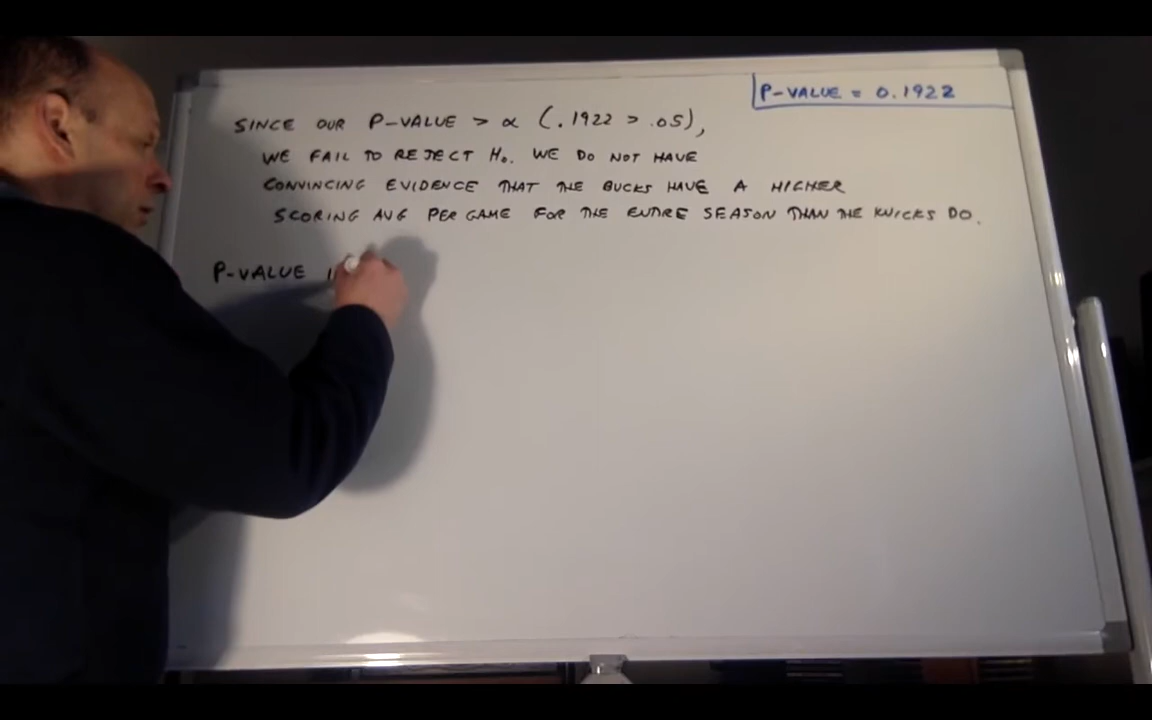 P-VALUE = 0.1922
SINCE OUR P-VALUE > α (.1922 > .05),
WE FAIL TO REJECT H₀. WE DO NOT HAVE
CONVINCING EVIDENCE THAT THE BUCKS HAVE A HIGHER
SCORING AVG PER GAME FOR THE ENTIRE SEASON THAN THE KNICKS DO.
P-VALUE